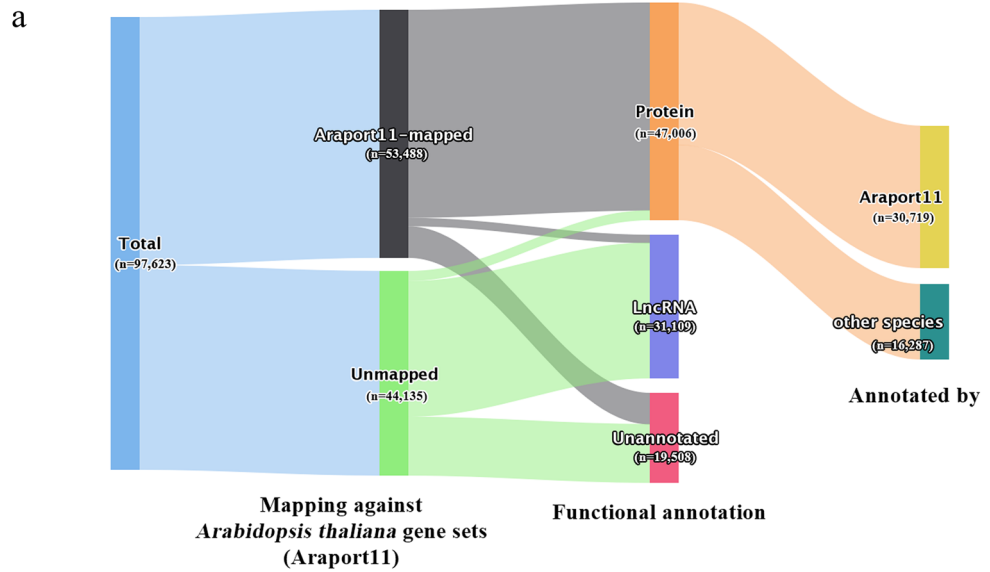 a
Total
(n=97,623)
Araport11-mapped
(n=53,488)
Unmapped
(n=44,135)
Mapping against
Arabidopsis thaliana gene sets
(Araport11)
Protein
(n=47,006)
LncRNA
(n=31,109)
Unannotated
(n=19,508)
Functional annotation
Araport11
(n=30,719)
other species
(n=16,287)
Annotated by